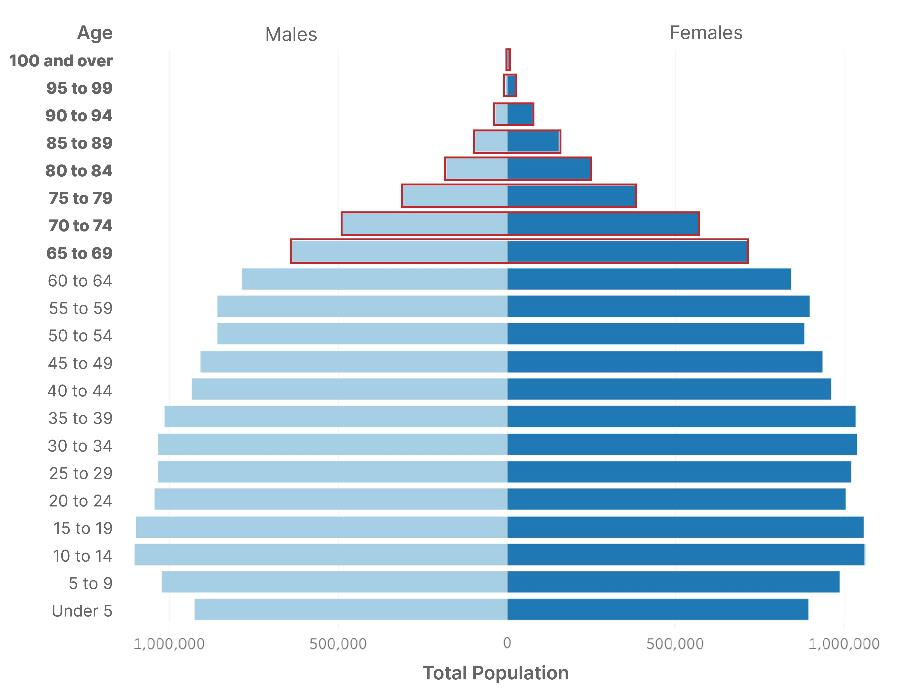 Age Males Females
100 and over
95 to 99
90 to 94
85 to 89
80 to 84
75 to 79
70 to 74
65 to 69
60 to 64
55 to 59
50 to 54
45 to 49
40 to 44
35 to 39
30 to 34
25 to 29
20 to 24
15 to 19
10 to 14
5 to 9
Under 5
1,000,000 500,000 0 500,000 1,000,000
Total Population